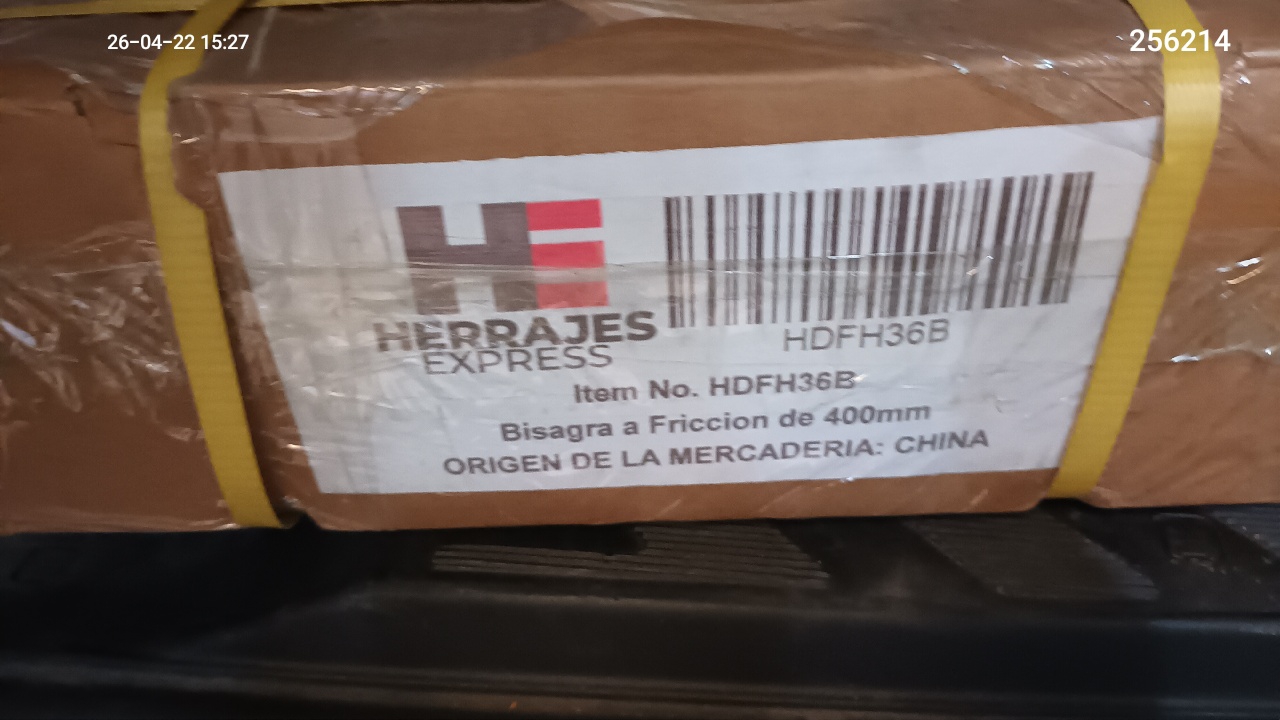 26-04-22 15:27
256214
HE
HERRAJES
EXPRESS
HDFH36B
Item No. HDFH36B
Bisagra a Friccion de 400mm
ORIGEN DE LA MERCADERIA: CHINA